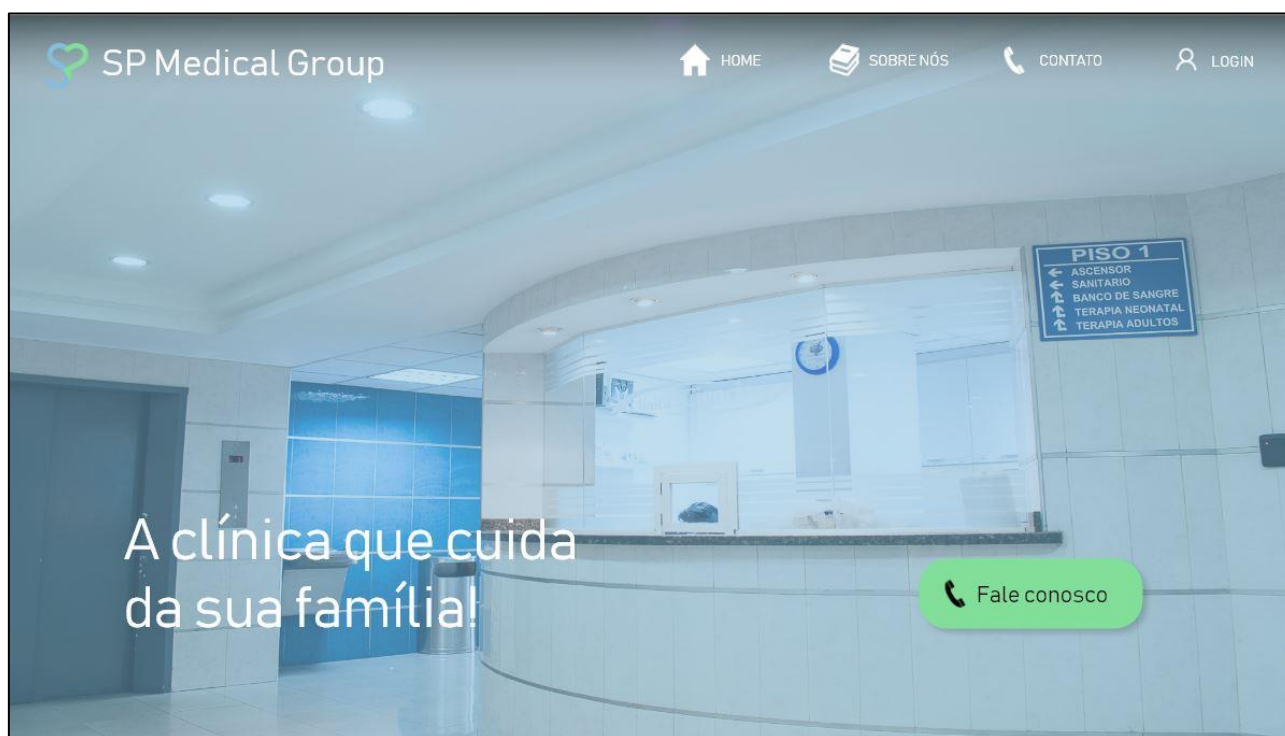 SP Medical Group
HOME
SOBRE NÓS
CONTATO
LOGIN
PISO 1
ASCENSOR
SANITARIO
BANCO DE SANGRE
TERAPIA NEONATAL
TERAPIA ADULTOS
A clínica que cuida
da sua família!
Fale conosco